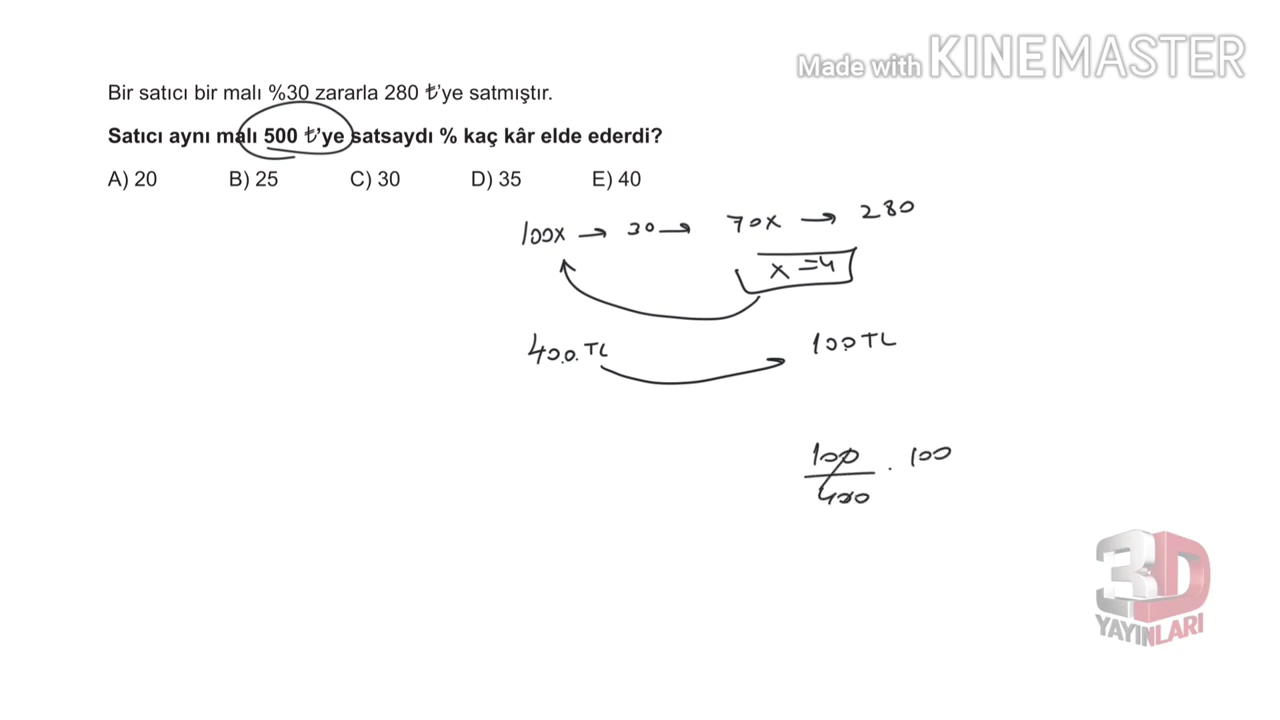 Made with KINEMASTER
Bir satıcı bir malı %30 zararla 280 ₺'ye satmıştır.
Satıcı aynı malı 500 ₺'ye satsaydı % kaç kâr elde ederdi?
A) 20 B) 25 C) 30 D) 35 E) 40
100x → 30 → 70x → 280
x = 4
400 TL 100 TL
100
400
. 100
3D
YAYINLARI